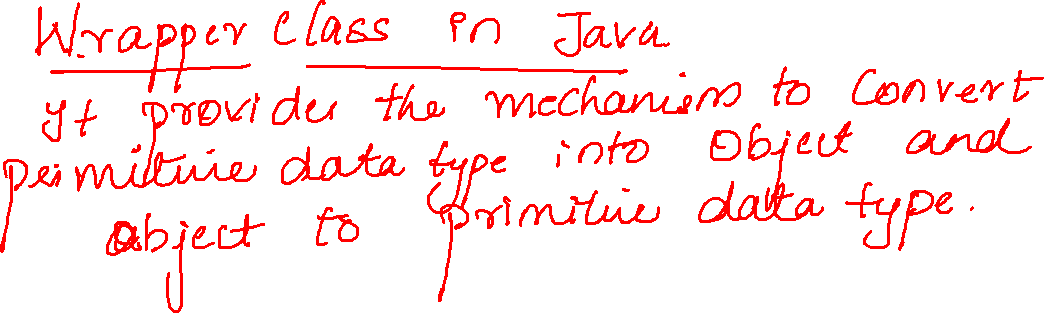 Wrapper class in Java
It provides the mechanism to convert
primitive data type into Object and
object to primitive data type.